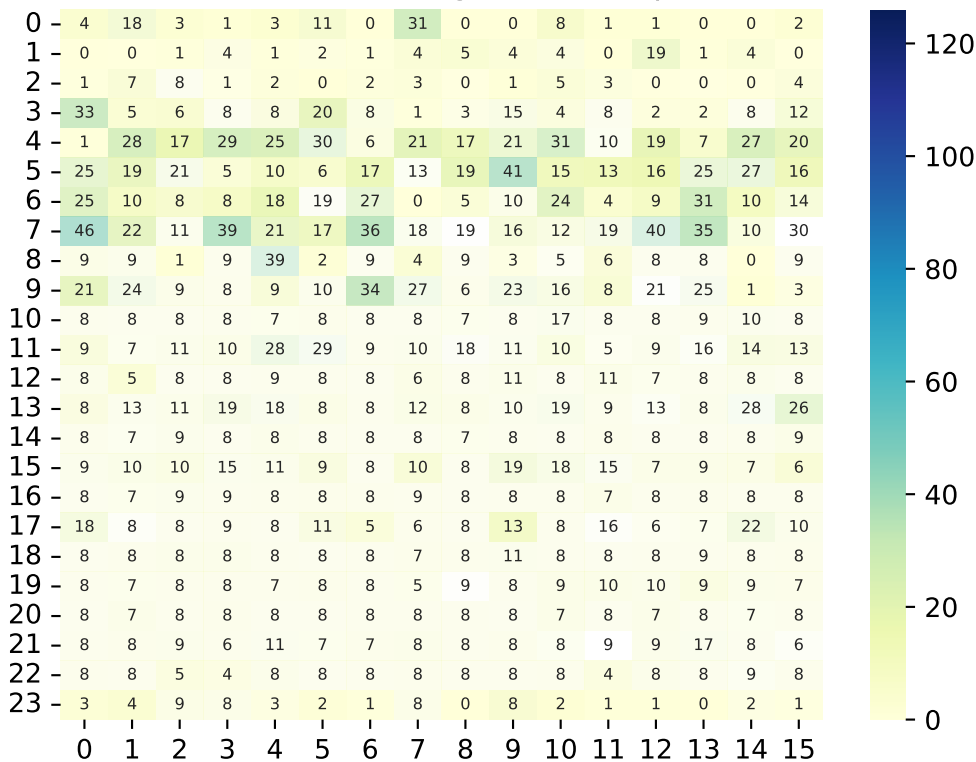 0 4 18 3 1 3 11 0 31 0 0 8 1 1 0 0 2
1 0 0 1 4 1 2 1 4 5 4 4 0 19 1 4 0
2 1 7 8 1 2 0 2 3 0 1 5 3 0 0 0 4
3 33 5 6 8 8 20 8 1 3 15 4 8 2 2 8 12
4 1 28 17 29 25 30 6 21 17 21 31 10 19 7 27 20
5 25 19 21 5 10 6 17 13 19 41 15 13 16 25 27 16
6 25 10 8 8 18 19 27 0 5 10 24 4 9 31 10 14
7 46 22 11 39 21 17 36 18 19 16 12 19 40 35 10 30
8 9 9 1 9 39 2 9 4 9 3 5 6 8 8 0 9
9 21 24 9 8 9 10 34 27 6 23 16 8 21 25 1 3
10 8 8 8 8 7 8 8 8 7 8 17 8 8 9 10 8
11 9 7 11 10 28 29 9 10 18 11 10 5 9 16 14 13
12 8 5 8 8 9 8 8 6 8 11 8 11 7 8 8 8
13 8 13 11 19 18 8 8 12 8 10 19 9 13 8 28 26
14 8 7 9 8 8 8 8 8 7 8 8 8 8 8 8 9
15 9 10 10 15 11 9 8 10 8 19 18 15 7 9 7 6
16 8 7 9 9 8 8 8 9 8 8 8 7 8 8 8 8
17 18 8 8 9 8 11 5 6 8 13 8 16 6 7 22 10
18 8 8 8 8 8 8 8 7 8 11 8 8 8 9 8 8
19 8 7 8 8 7 8 8 5 9 8 9 10 10 9 9 7
20 8 7 8 8 8 8 8 8 8 8 7 8 7 8 7 8
21 8 8 9 6 11 7 7 8 8 8 8 9 9 17 8 6
22 8 8 5 4 8 8 8 8 8 8 8 4 8 8 9 8
23 3 4 9 8 3 2 1 8 0 8 2 1 1 0 2 1
0 1 2 3 4 5 6 7 8 9 10 11 12 13 14 15
120
100
80
60
40
20
0